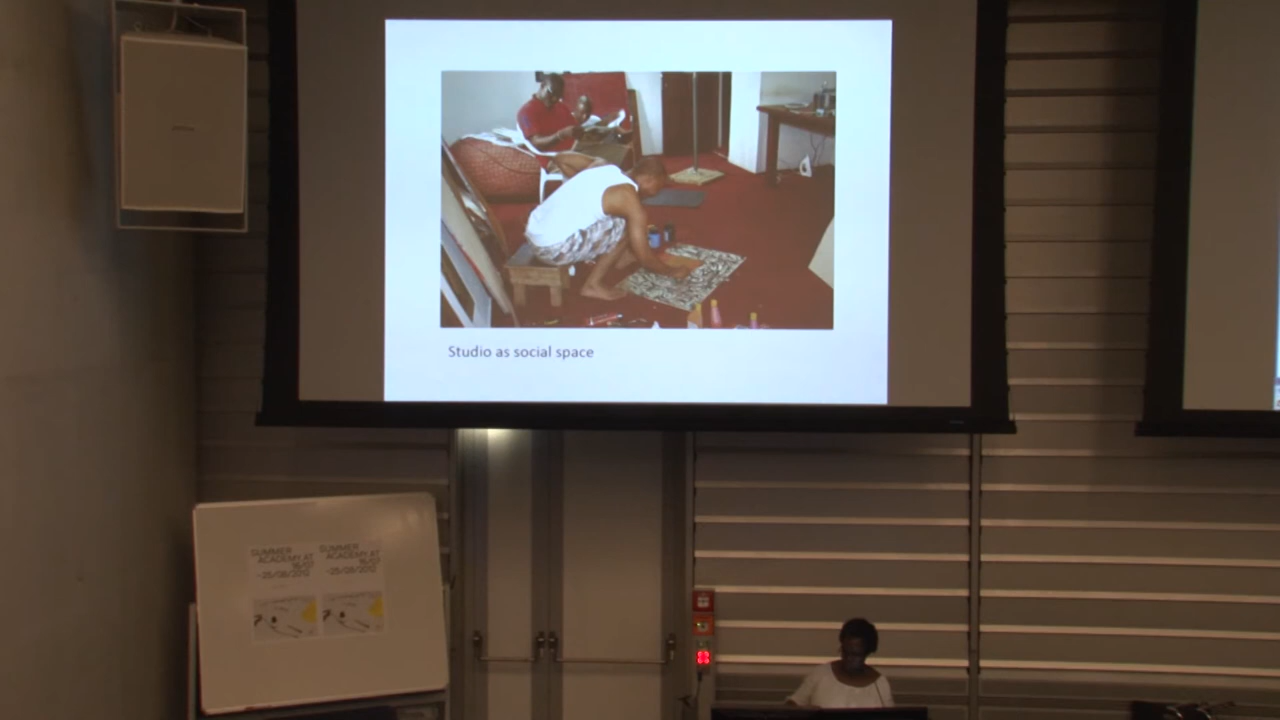 Studio as social space
SUMMER
ACADEMY AT
-25/08/2012
SUMMER
ACADEMY AT
-25/08/2012